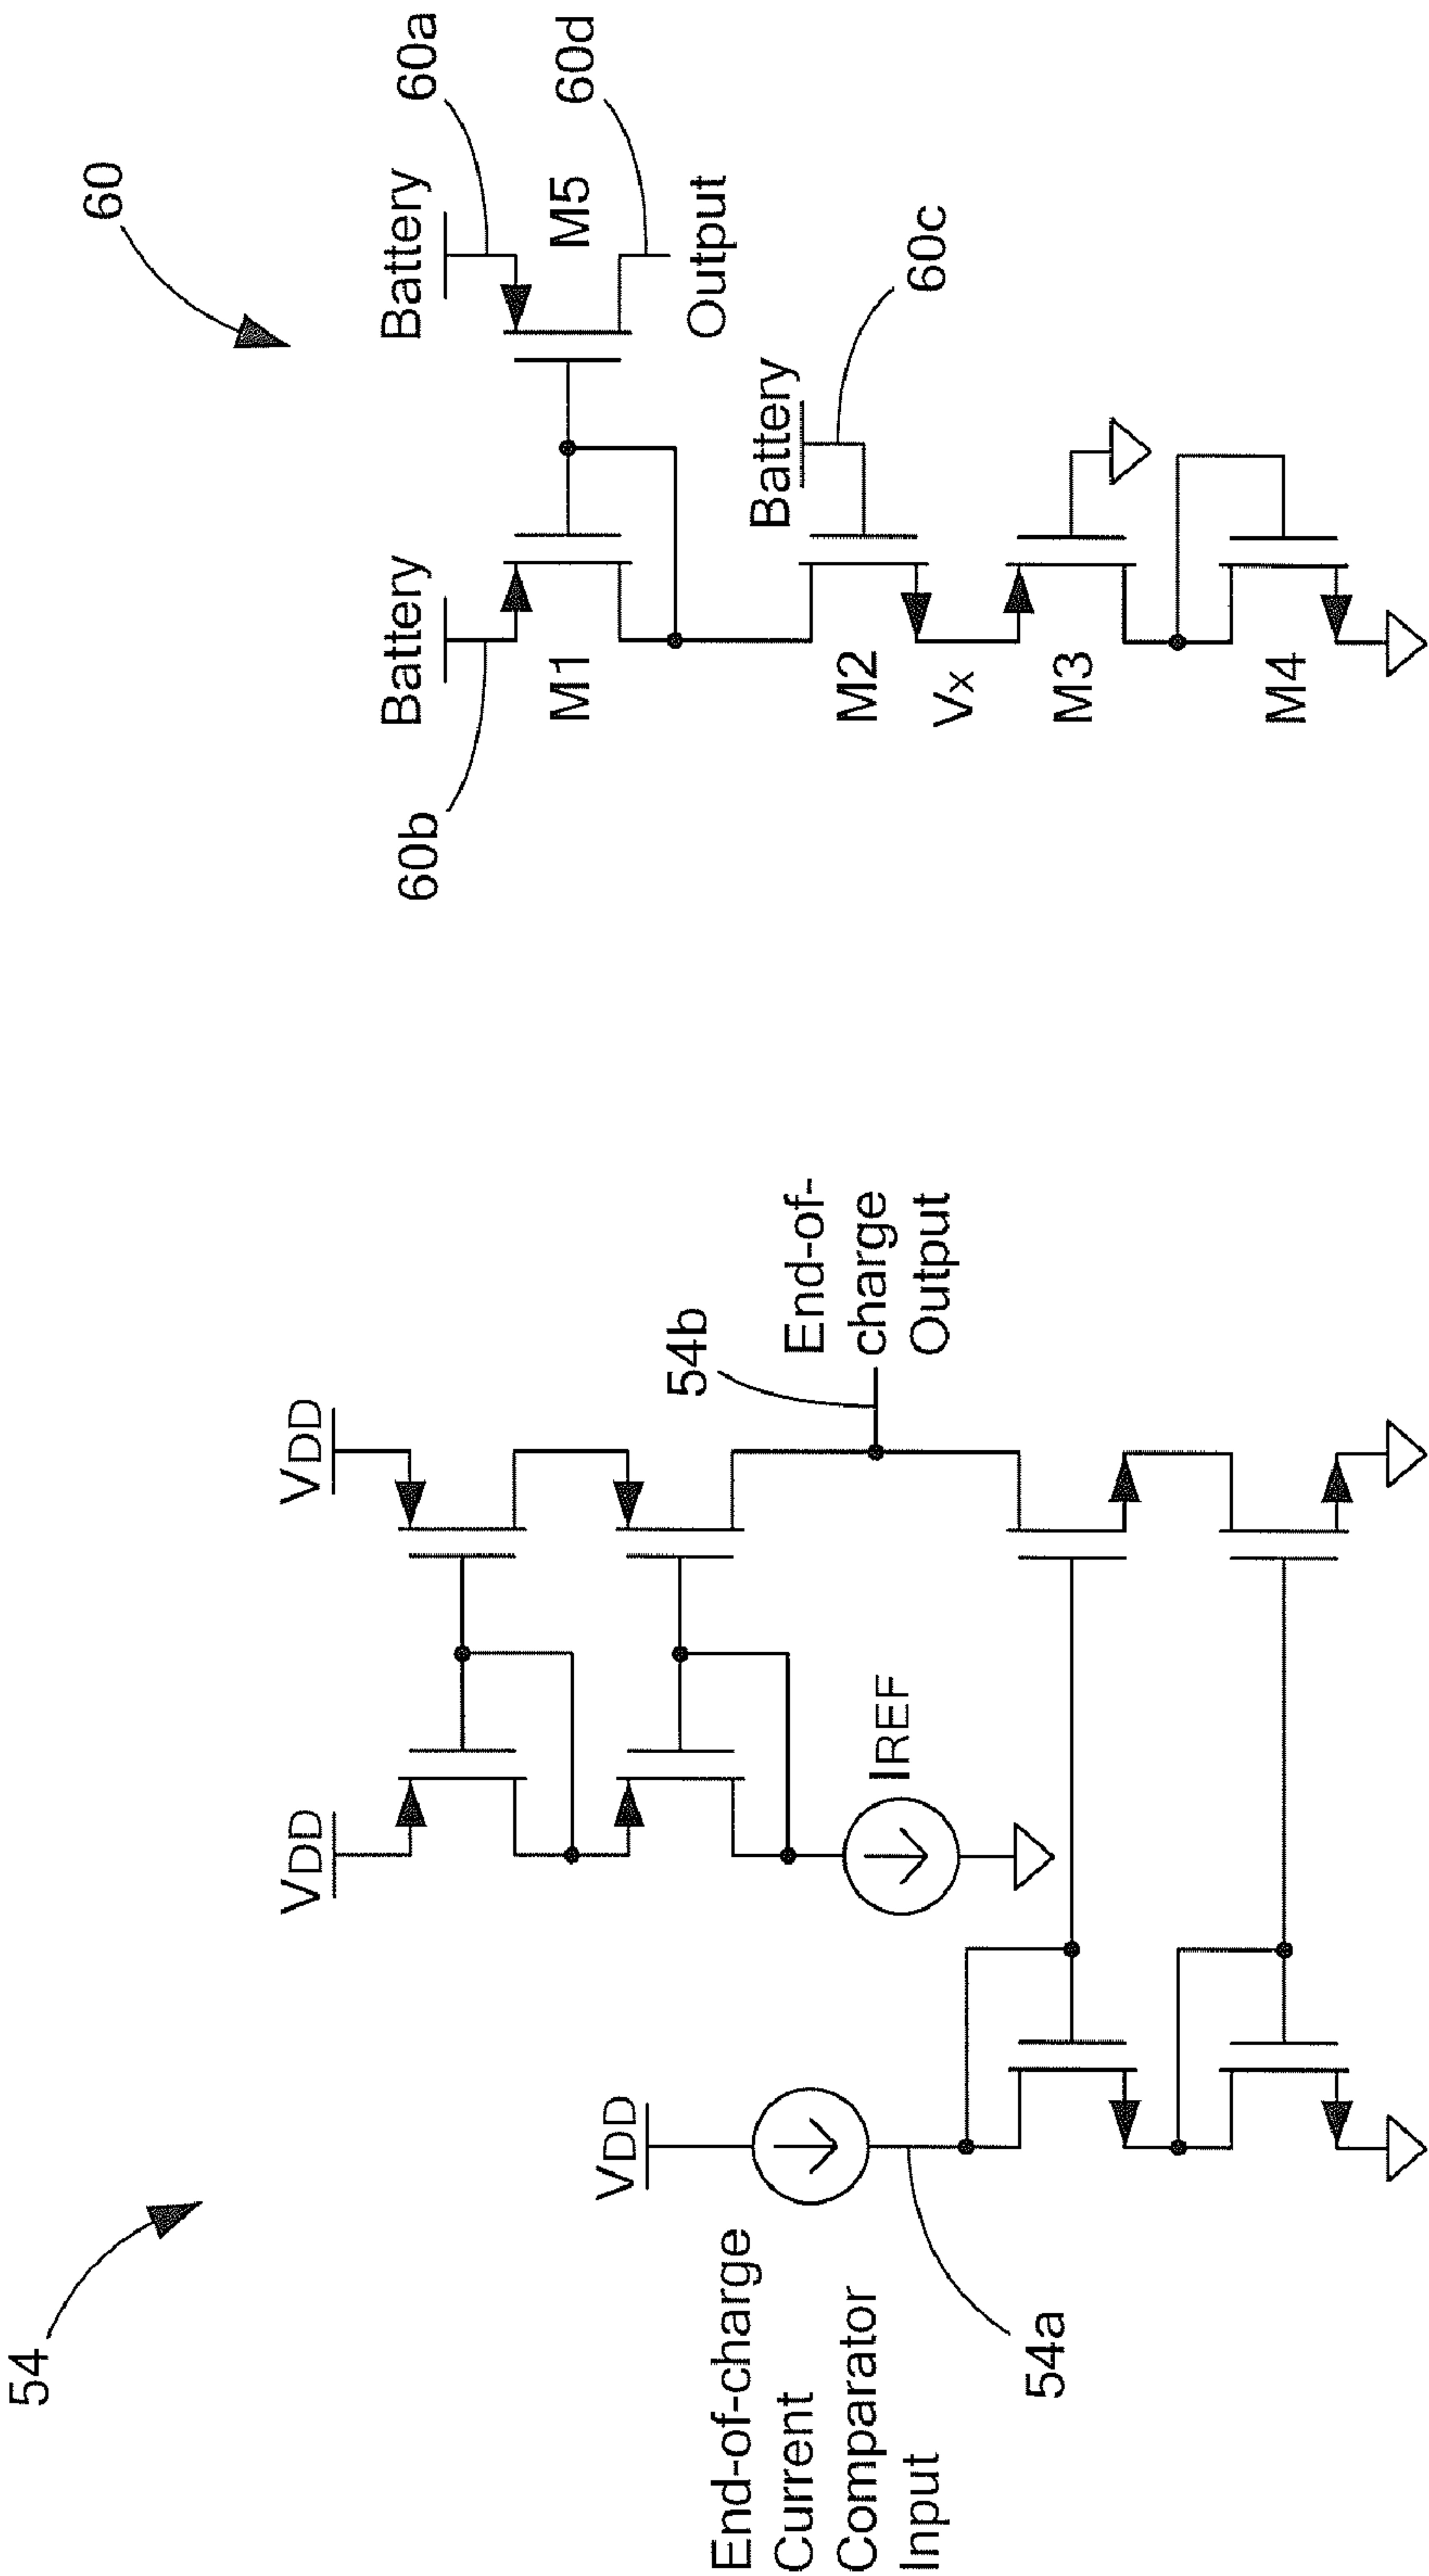 54
VDD
End-of-charge
Current
Comparator
Input
54a
VDD
VDD
IREF
54b
End-of-
charge
Output
60
Battery
60b
M1
Battery
60a
M5
60d
Output
Battery
60c
M2
VX
M3
M4